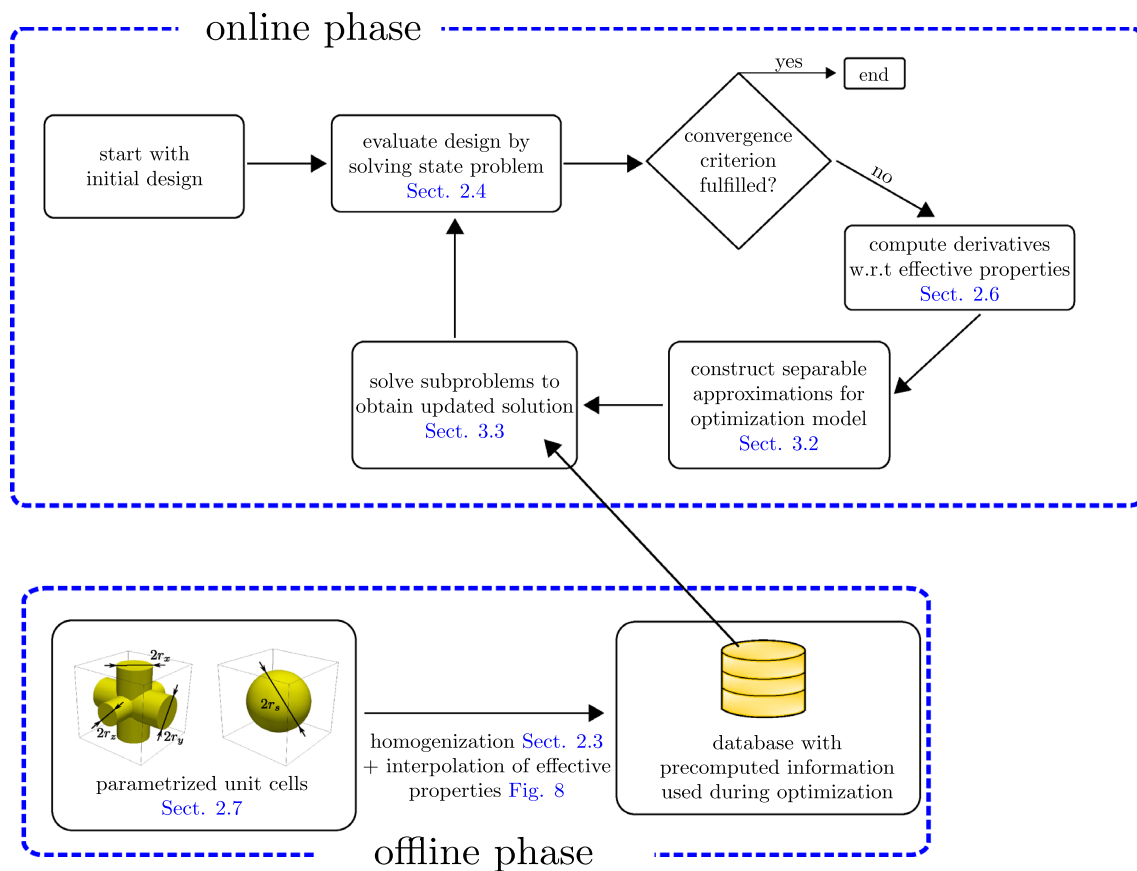 online phase
yes
end
start with
initial design
evaluate design by
solving state problem
Sect. 2.4
convergence
criterion
fulfilled?
no
compute derivatives
w.r.t effective properties
Sect. 2.6
solve subproblems to
obtain updated solution
Sect. 3.3
construct separable
approximations for
optimization model
Sect. 3.2
2r_x
2r_z
2r_y
2r_s
parametrized unit cells
Sect. 2.7
homogenization Sect. 2.3
+ interpolation of effective
properties Fig. 8
database with
precomputed information
used during optimization
offline phase